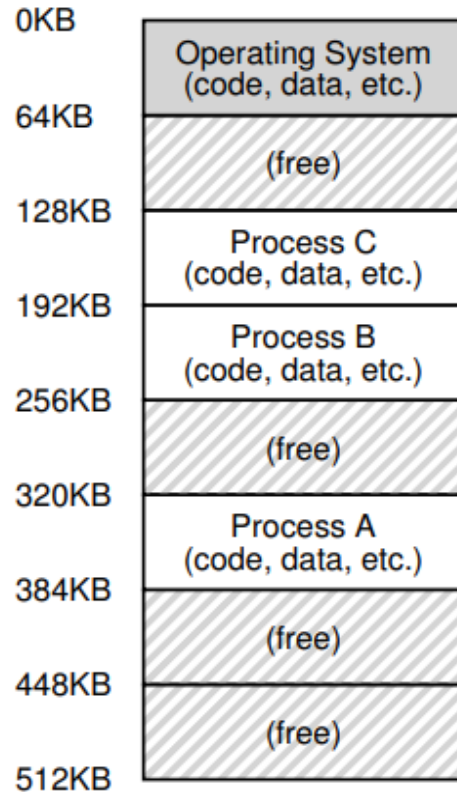 0KB
Operating System
(code, data, etc.)
64KB
(free)
128KB
Process C
(code, data, etc.)
192KB
Process B
(code, data, etc.)
256KB
(free)
320KB
Process A
(code, data, etc.)
384KB
(free)
448KB
(free)
512KB